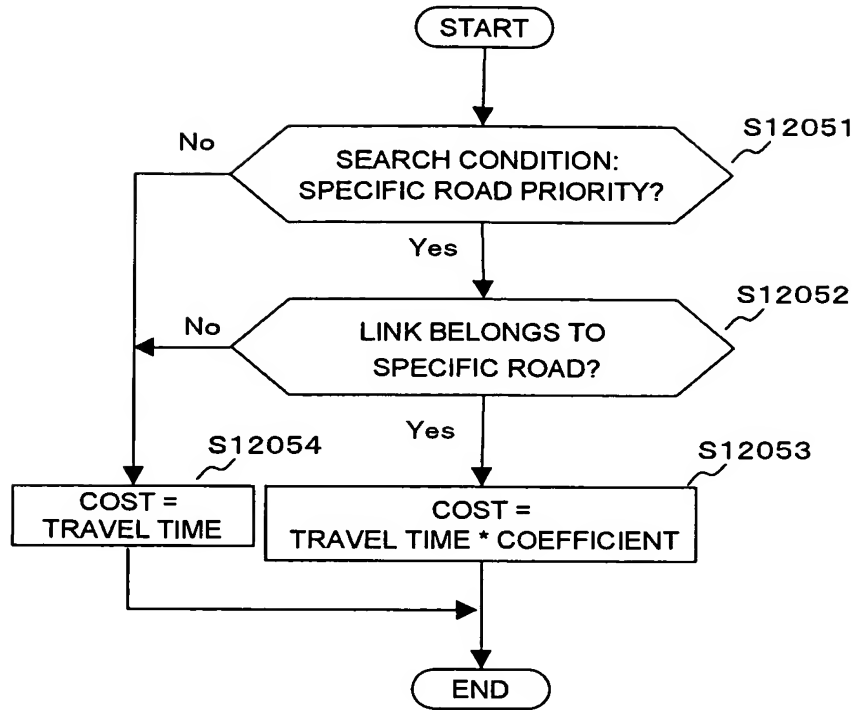 START
S12051
No
SEARCH CONDITION:
SPECIFIC ROAD PRIORITY?
Yes
S12052
No
LINK BELONGS TO
SPECIFIC ROAD?
Yes
S12054
S12053
COST =
TRAVEL TIME
COST =
TRAVEL TIME * COEFFICIENT
END